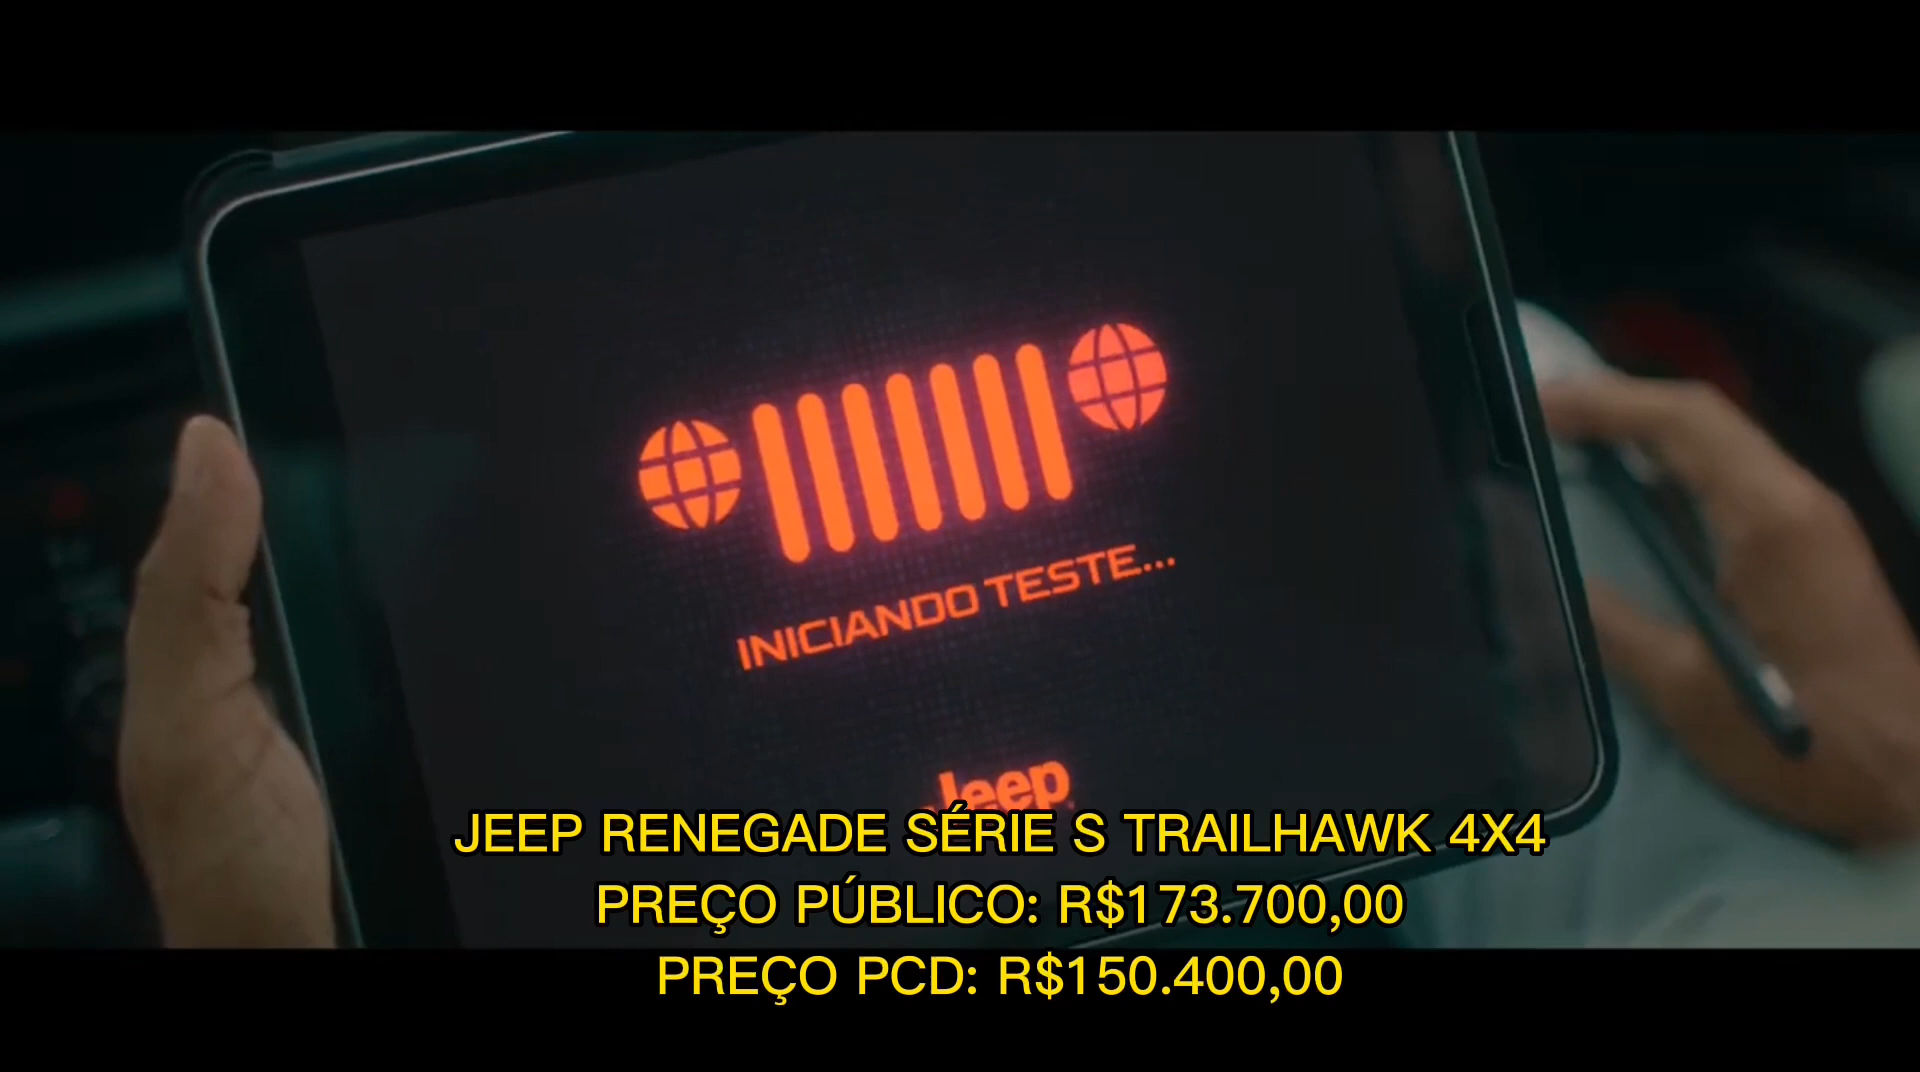 INICIANDO TESTE...
Jeep
JEEP RENEGADE SÉRIE S TRAILHAWK 4X4
PREÇO PÚBLICO: R$173.700,00
PREÇO PCD: R$150.400,00